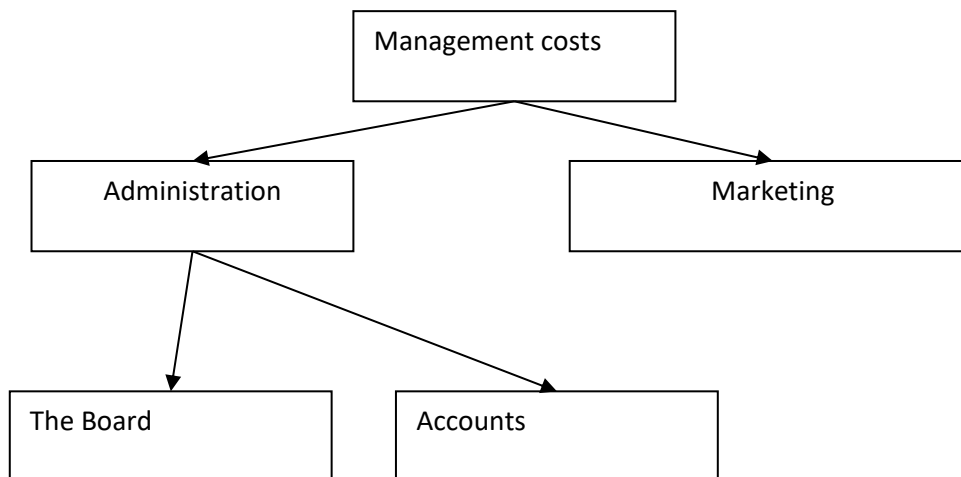 Management costs
Administration
Marketing
The Board
Accounts